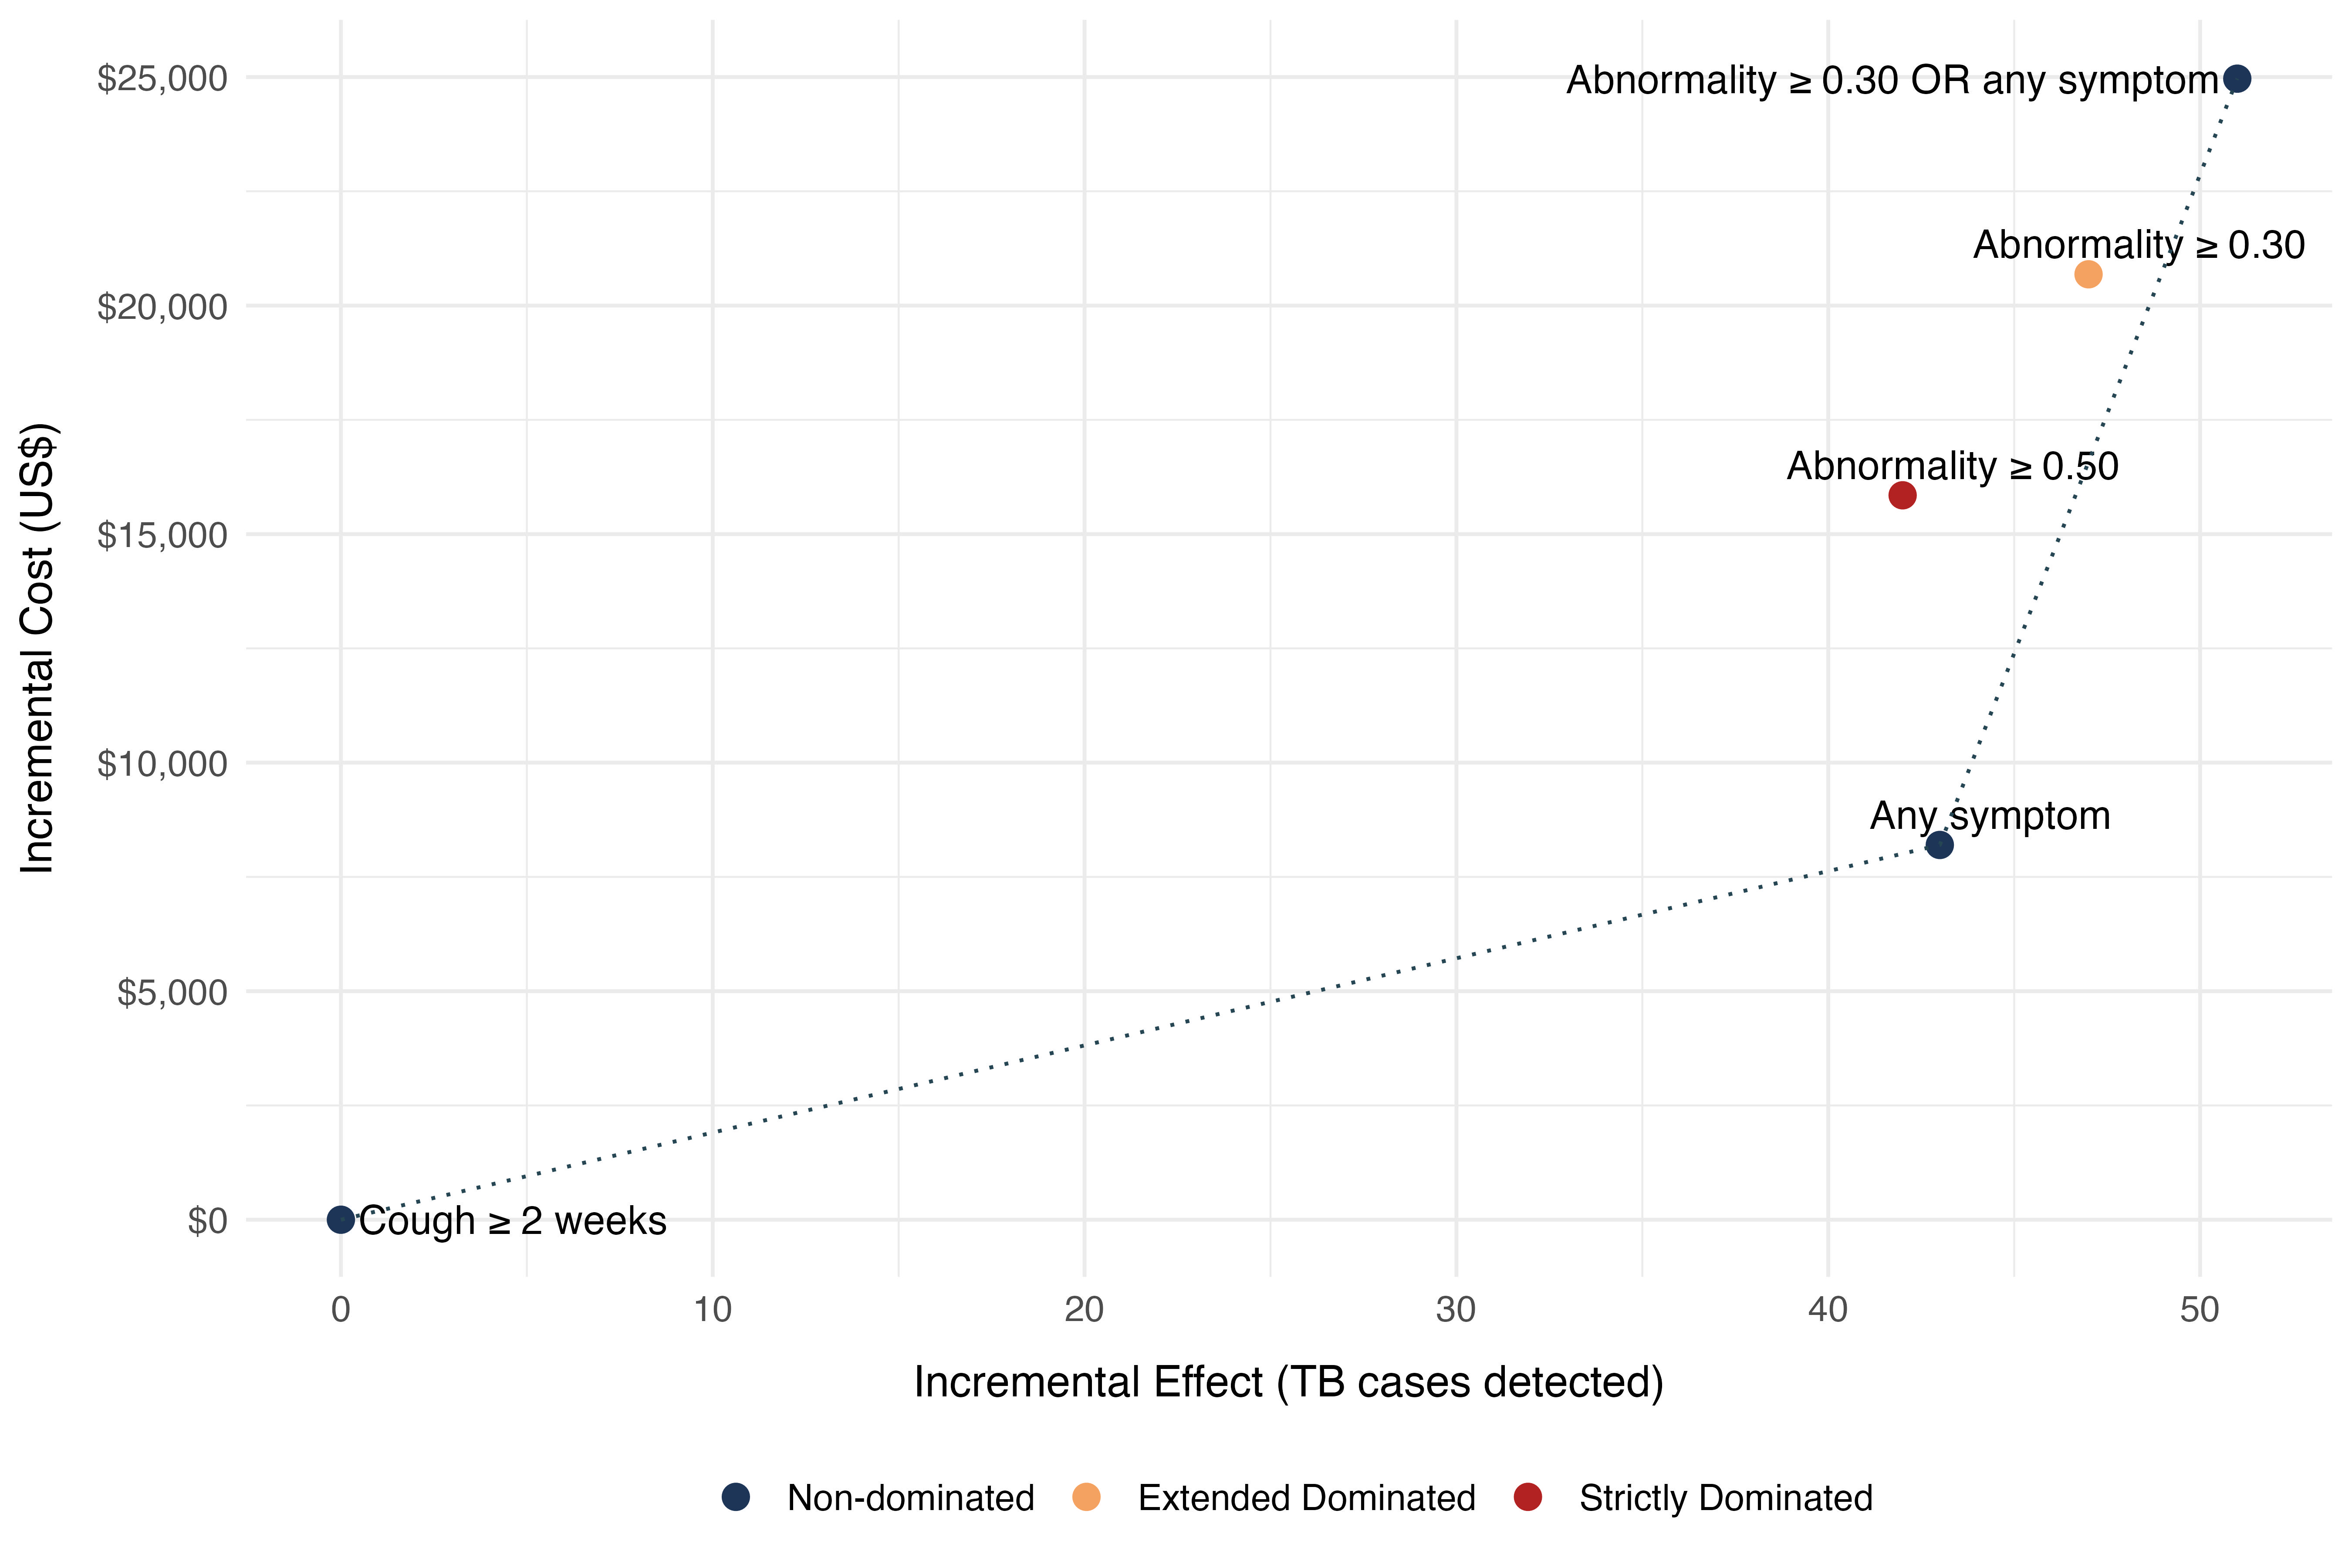 $25,000
$20,000
$15,000
$10,000
$5,000
$0
Incremental Cost (US$)
Abnormality ≥ 0.30 OR any symptom
Abnormality ≥ 0.30
Abnormality ≥ 0.50
Any symptom
Cough ≥ 2 weeks
0 10 20 30 40 50
Incremental Effect (TB cases detected)
Non-dominated Extended Dominated Strictly Dominated